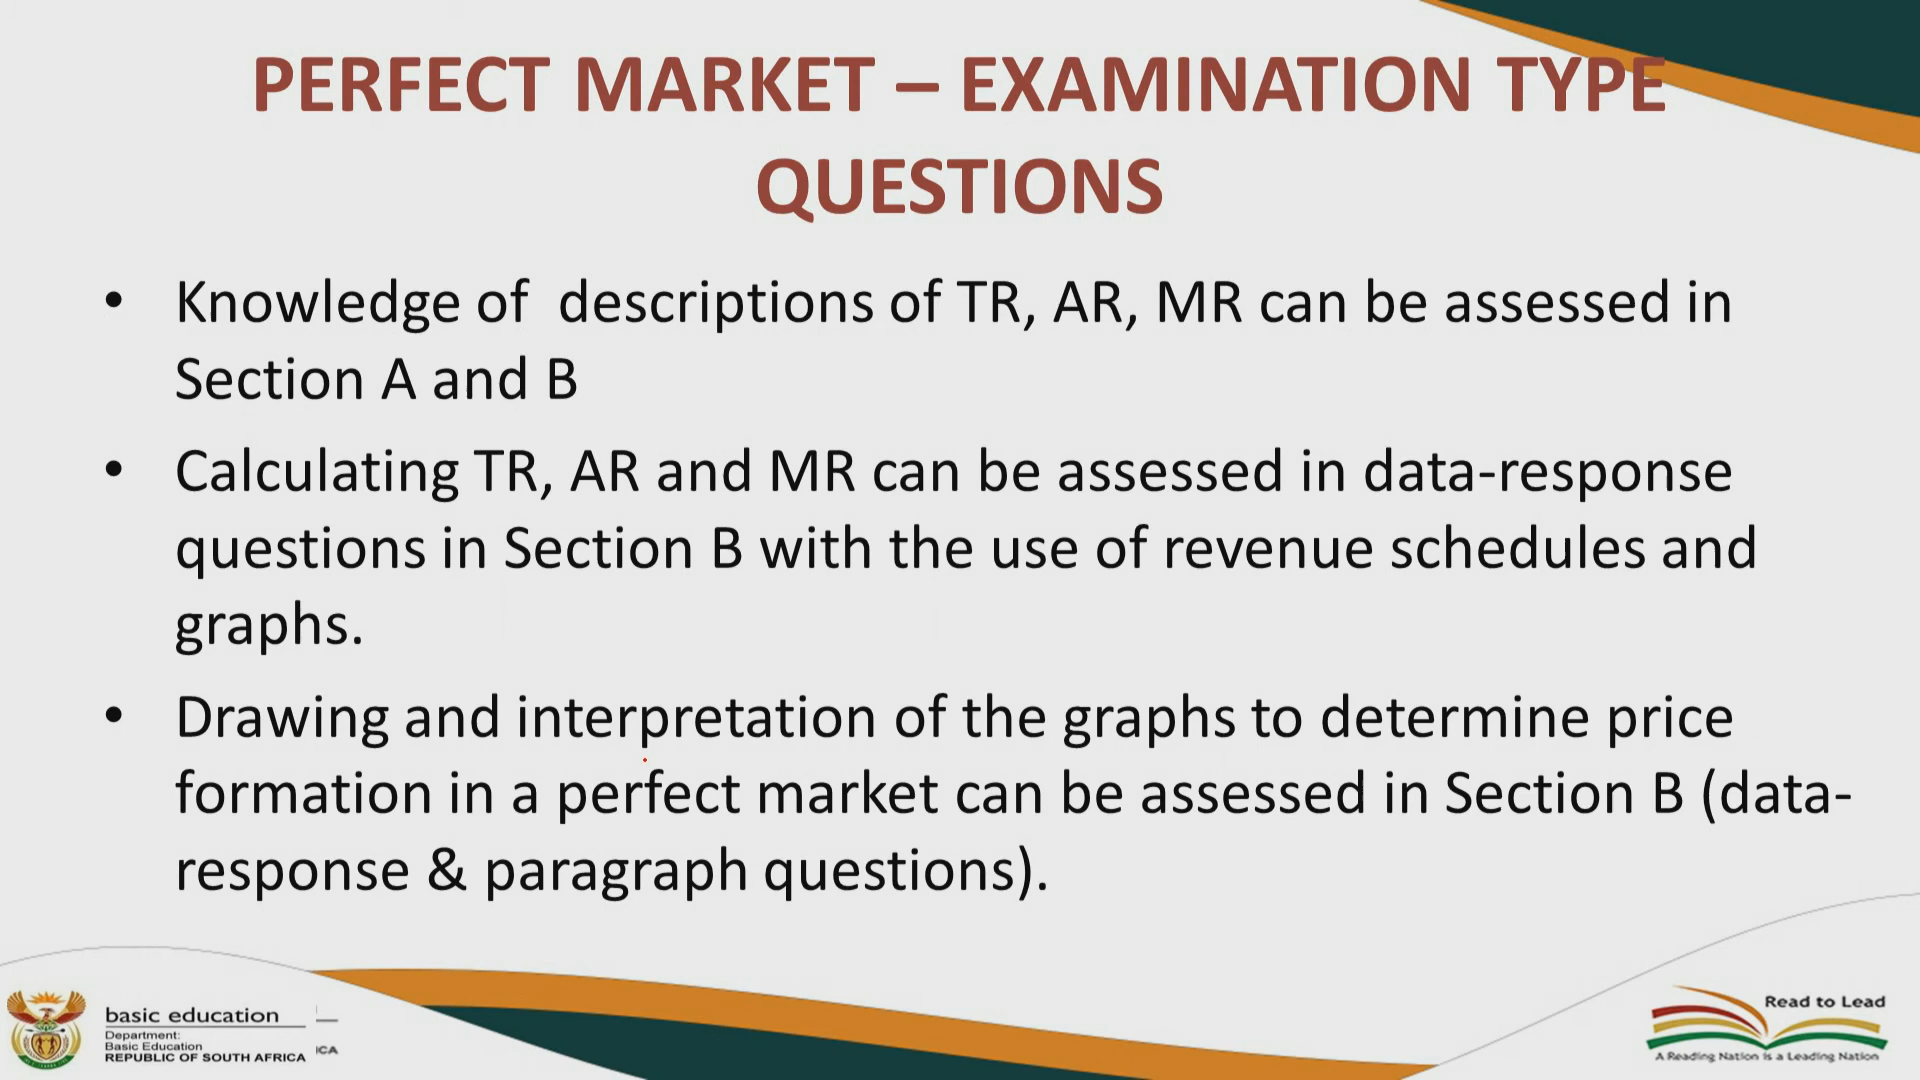 PERFECT MARKET – EXAMINATION TYPE
QUESTIONS
• Knowledge of  descriptions of TR, AR, MR can be assessed in
Section A and B
• Calculating TR, AR and MR can be assessed in data-response
questions in Section B with the use of revenue schedules and
graphs.
• Drawing and interpretation of the graphs to determine price
formation in a perfect market can be assessed in Section B (data-
response & paragraph questions).
basic education
Department:
Basic Education
REPUBLIC OF SOUTH AFRICA
ICA
Read to Lead
A Reading Nation is a Leading Nation